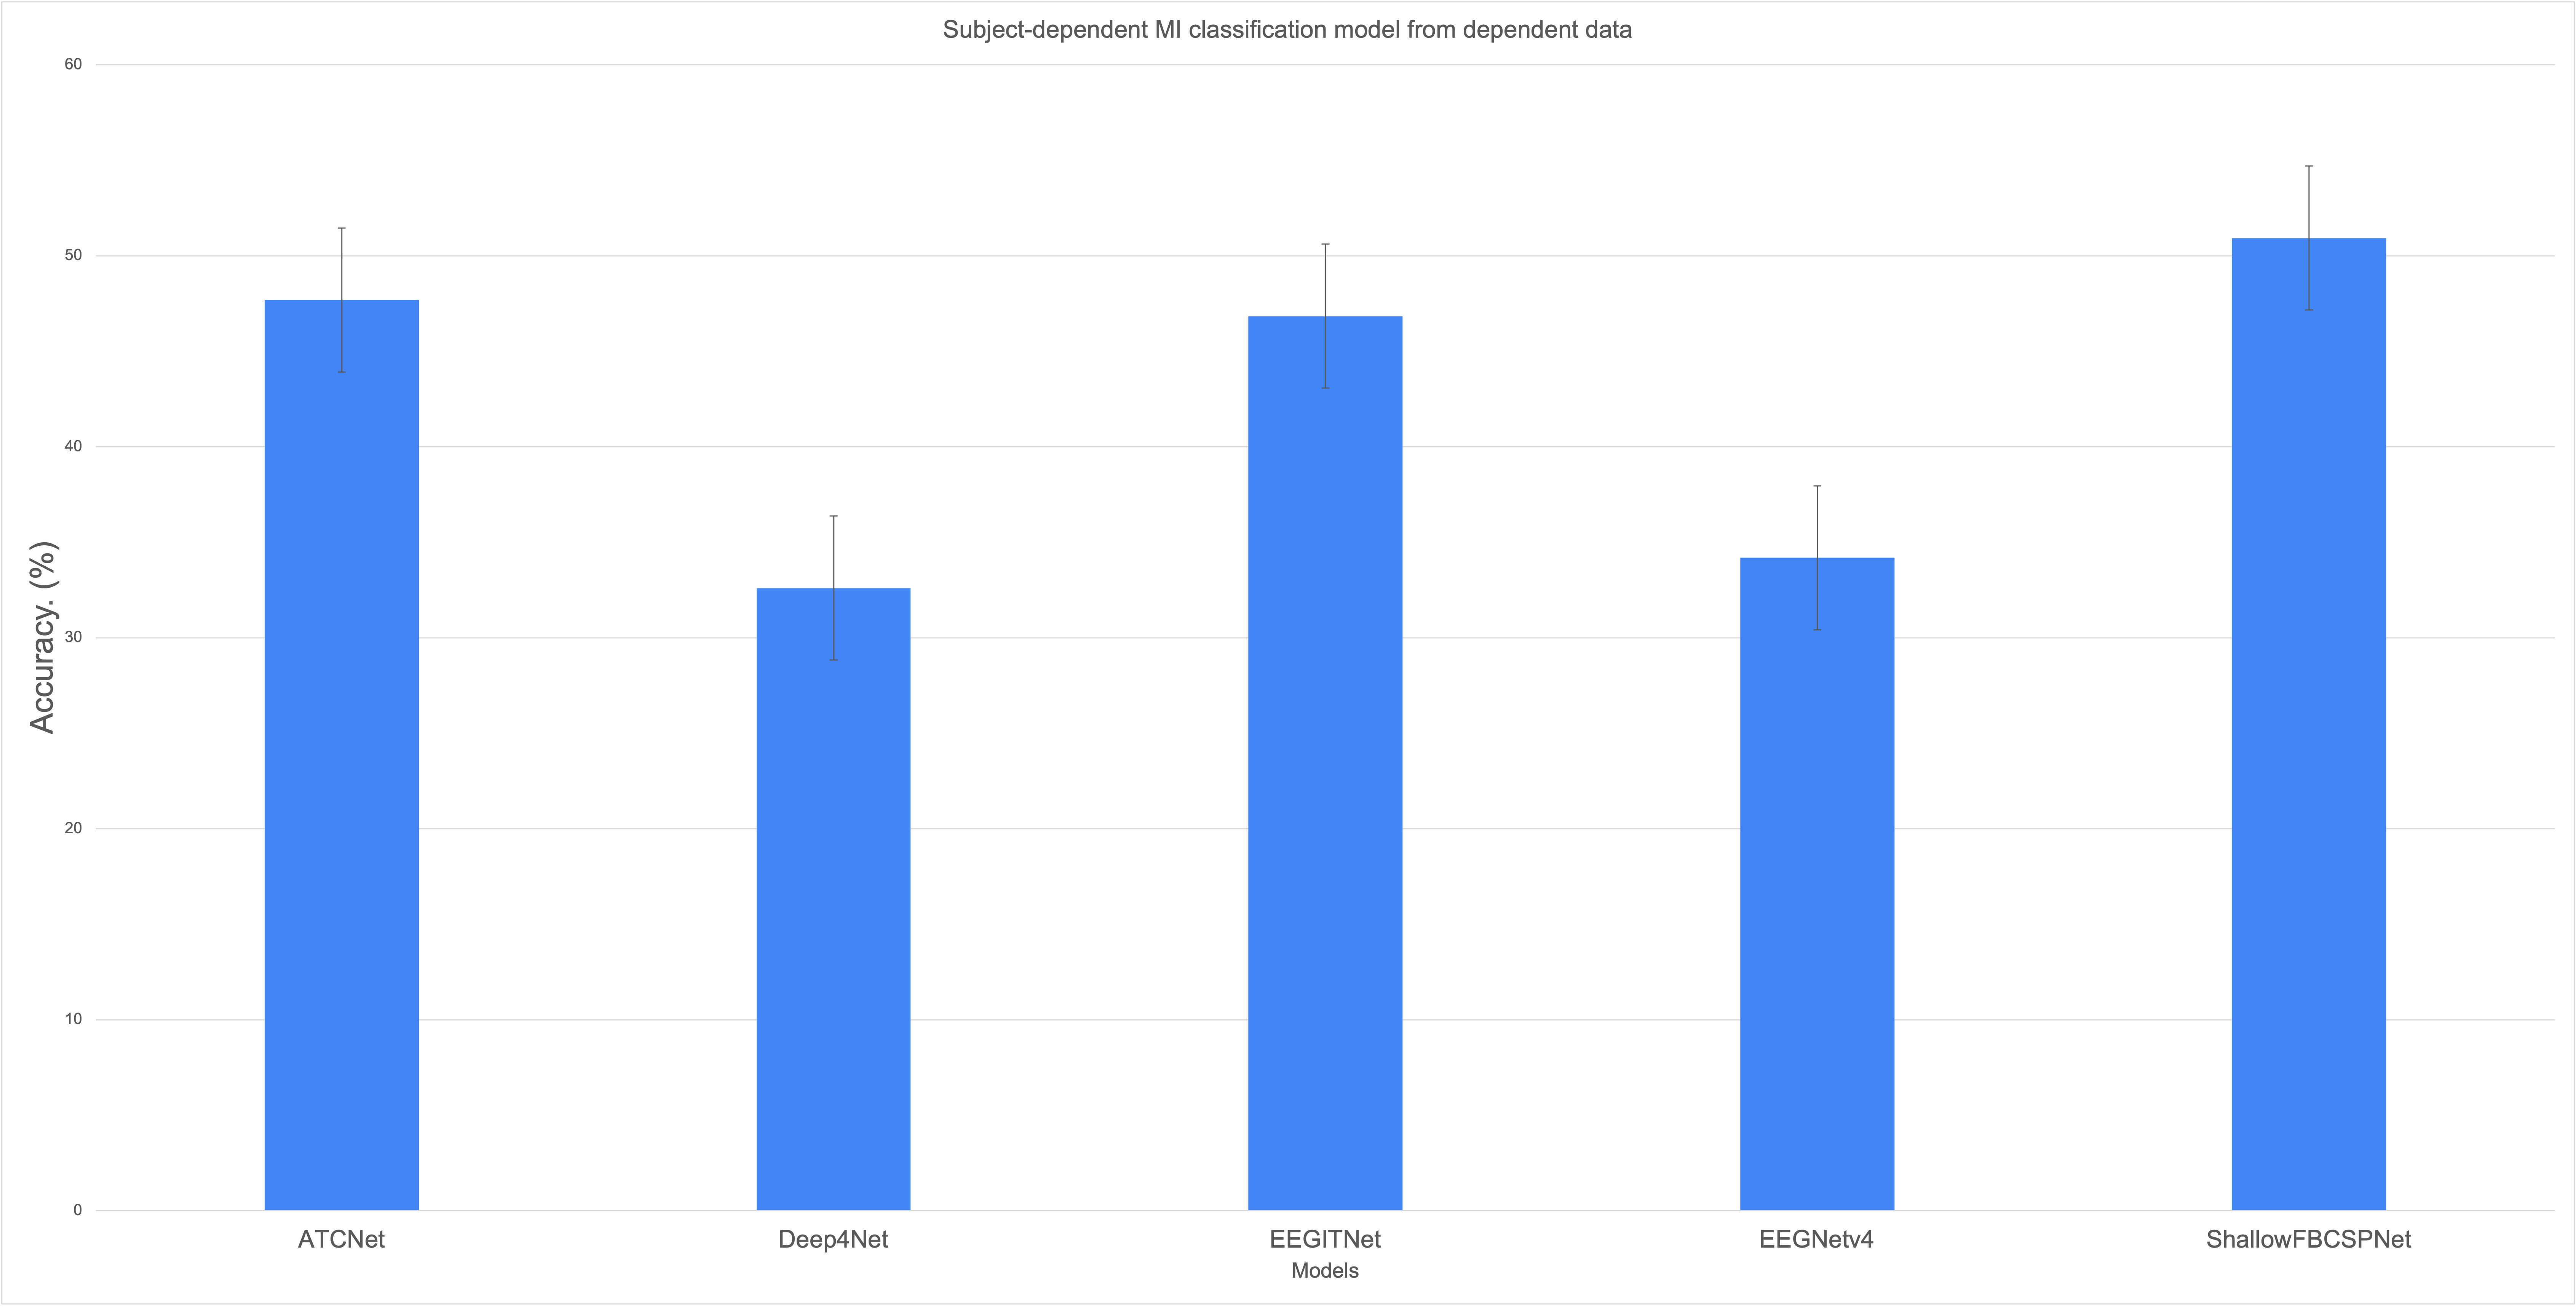 Subject-dependent MI classification model from dependent data
60
50
40
30
20
10
0
Accuracy. (%)
ATCNet
Deep4Net
EEGITNet
EEGNetv4
ShallowFBCSPNet
Models